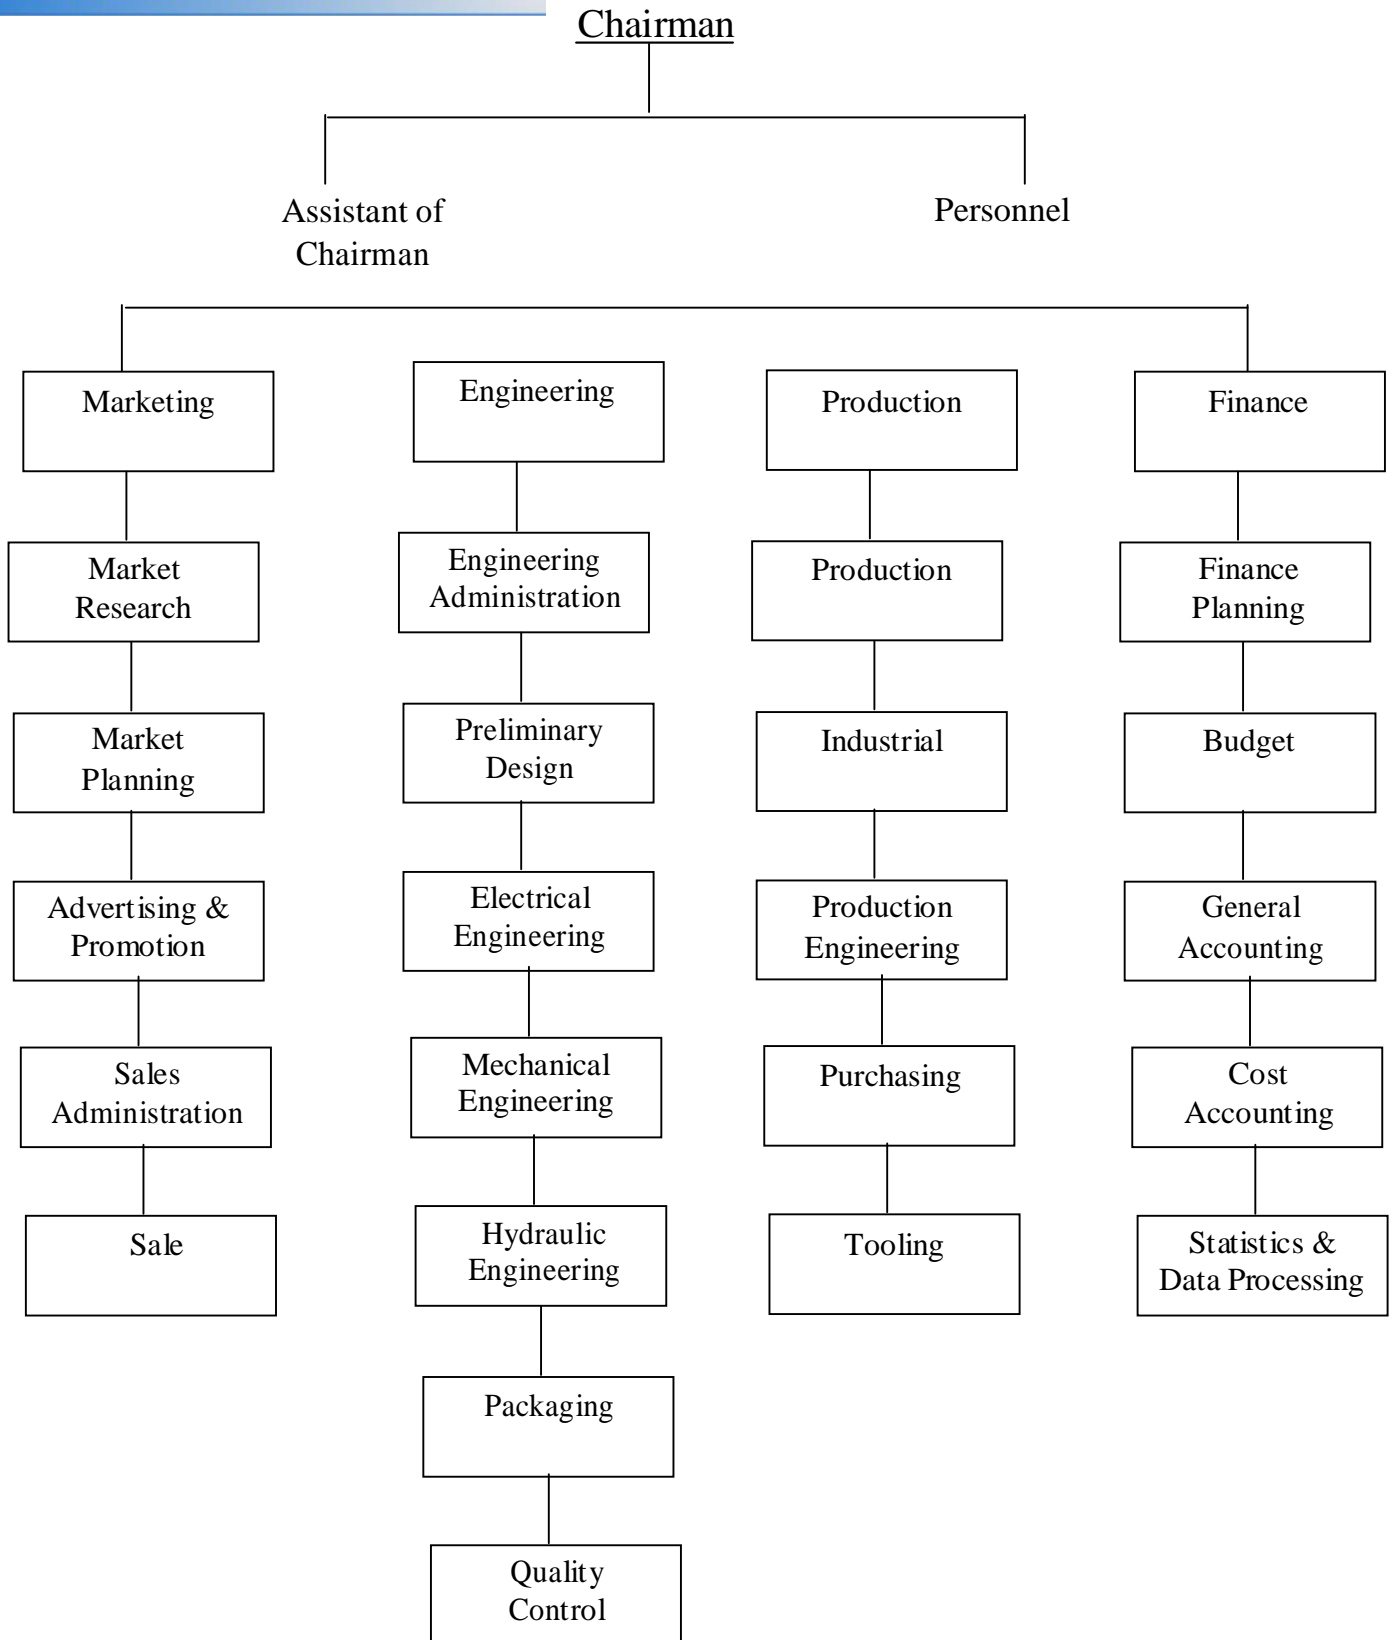 Chairman
Assistant of
Chairman
Personnel
Marketing
Engineering
Production
Finance
Market
Research
Engineering
Administration
Production
Finance
Planning
Market
Planning
Preliminary
Design
Industrial
Budget
Advertising &
Promotion
Electrical
Engineering
Production
Engineering
General
Accounting
Sales
Administration
Mechanical
Engineering
Purchasing
Cost
Accounting
Sale
Hydraulic
Engineering
Tooling
Statistics &
Data Processing
Packaging
Quality
Control